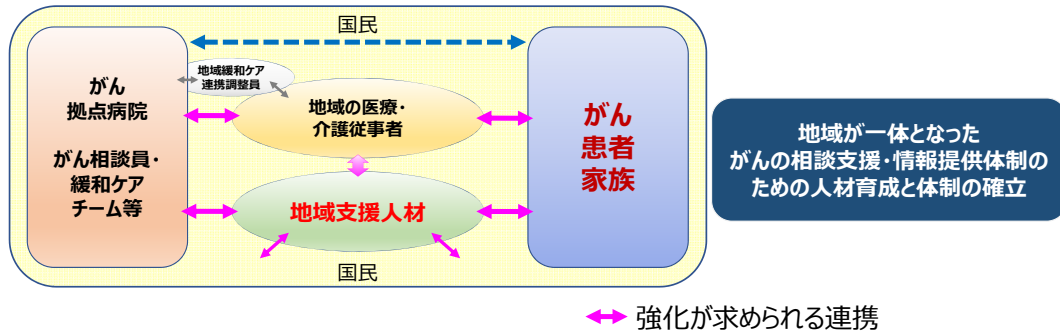 国民
がん
拠点病院
がん相談員・
緩和ケア
チーム等
地域緩和ケア
連携調整員
地域の医療・
介護従事者
地域支援人材
がん
患者
家族
国民
地域が一体となった
がんの相談支援・情報提供体制の
ための人材育成と体制の確立
強化が求められる連携